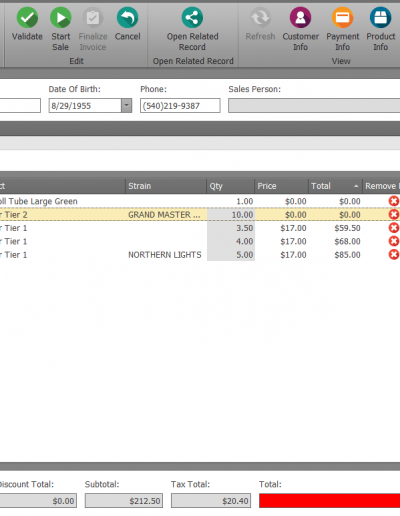 Validate Start Sale Finalize Invoice Cancel Open Related Record Refresh Customer Info Payment Info Product Info
Edit Open Related Record View
Date Of Birth: Phone: Sales Person:
8/29/1955 (540)219-9387
ct Strain Qty Price Total Remove
oll Tube Large Green 1.00 $0.00 $0.00
r Tier 2 GRAND MASTER ... 10.00 $0.00 $0.00
r Tier 1 3.50 $17.00 $59.50
r Tier 1 4.00 $17.00 $68.00
r Tier 1 NORTHERN LIGHTS 5.00 $17.00 $85.00
Discount Total: Subtotal: Tax Total: Total:
$0.00 $212.50 $20.40